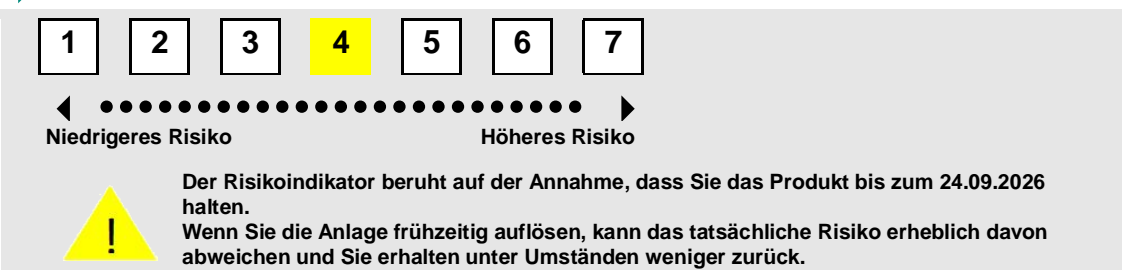 1 2 3 4 5 6 7
Niedrigeres Risiko Höheres Risiko
!
Der Risikoindikator beruht auf der Annahme, dass Sie das Produkt bis zum 24.09.2026
halten.
Wenn Sie die Anlage frühzeitig auflösen, kann das tatsächliche Risiko erheblich davon
abweichen und Sie erhalten unter Umständen weniger zurück.